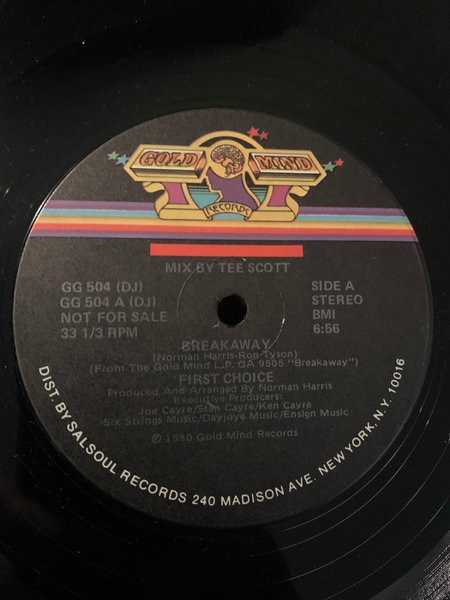 GOLD MIND
RECORDS
MIX BY TEE SCOTT
GG 504 (DJ)
GG 504 A (DJ)
NOT FOR SALE
33 1/3 RPM
SIDE A
STEREO
BMI
6:56
BREAKAWAY
(Norman Harris-Ron Tyson)
(From The Gold Mind L.P. GA 9505 "Breakaway")
FIRST CHOICE
Produced and Arranged By Norman Harris
Executive Producers:
Joe Cayre/Stan Cayre/Ken Cayre
Six Strings Music/Dayjaya Music/Ensign Music
Ⓟ 1980 Gold Mind Records
DIST. BY SALSOUL RECORDS 240 MADISON AVE. NEW YORK, N.Y. 10016